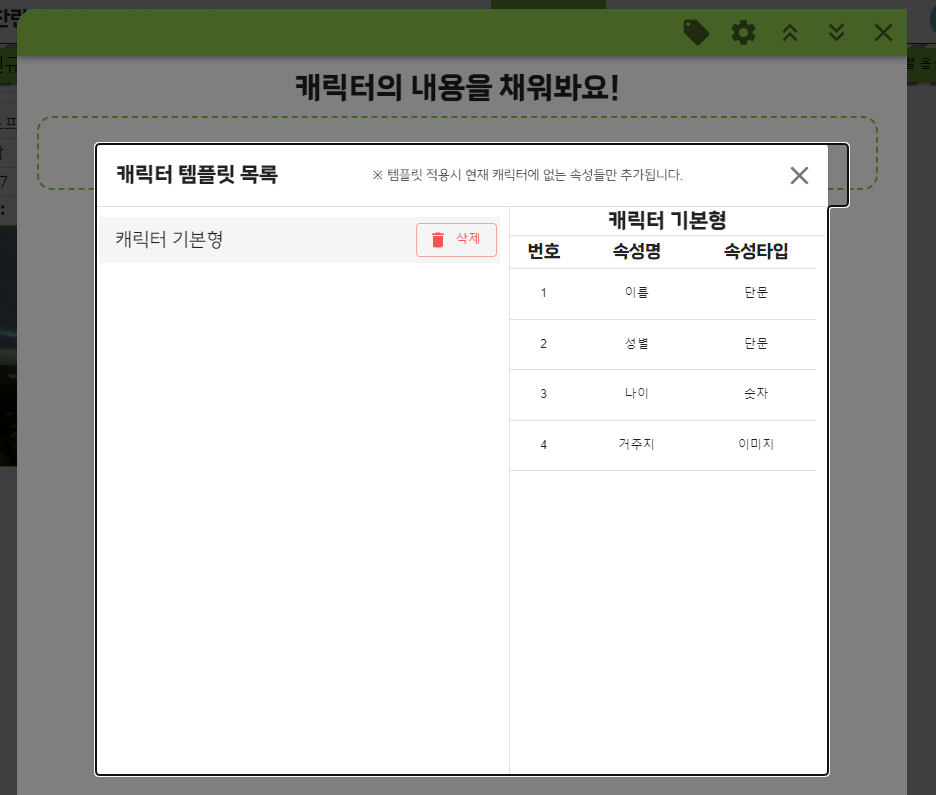 캐릭터의 내용을 채워봐요!
캐릭터 템플릿 목록
※ 템플릿 적용시 현재 캐릭터에 없는 속성들만 추가됩니다.
캐릭터 기본형
삭제
캐릭터 기본형
번호 속성명 속성타입
1 이름 단문
2 성별 단문
3 나이 숫자
4 거주지 이미지